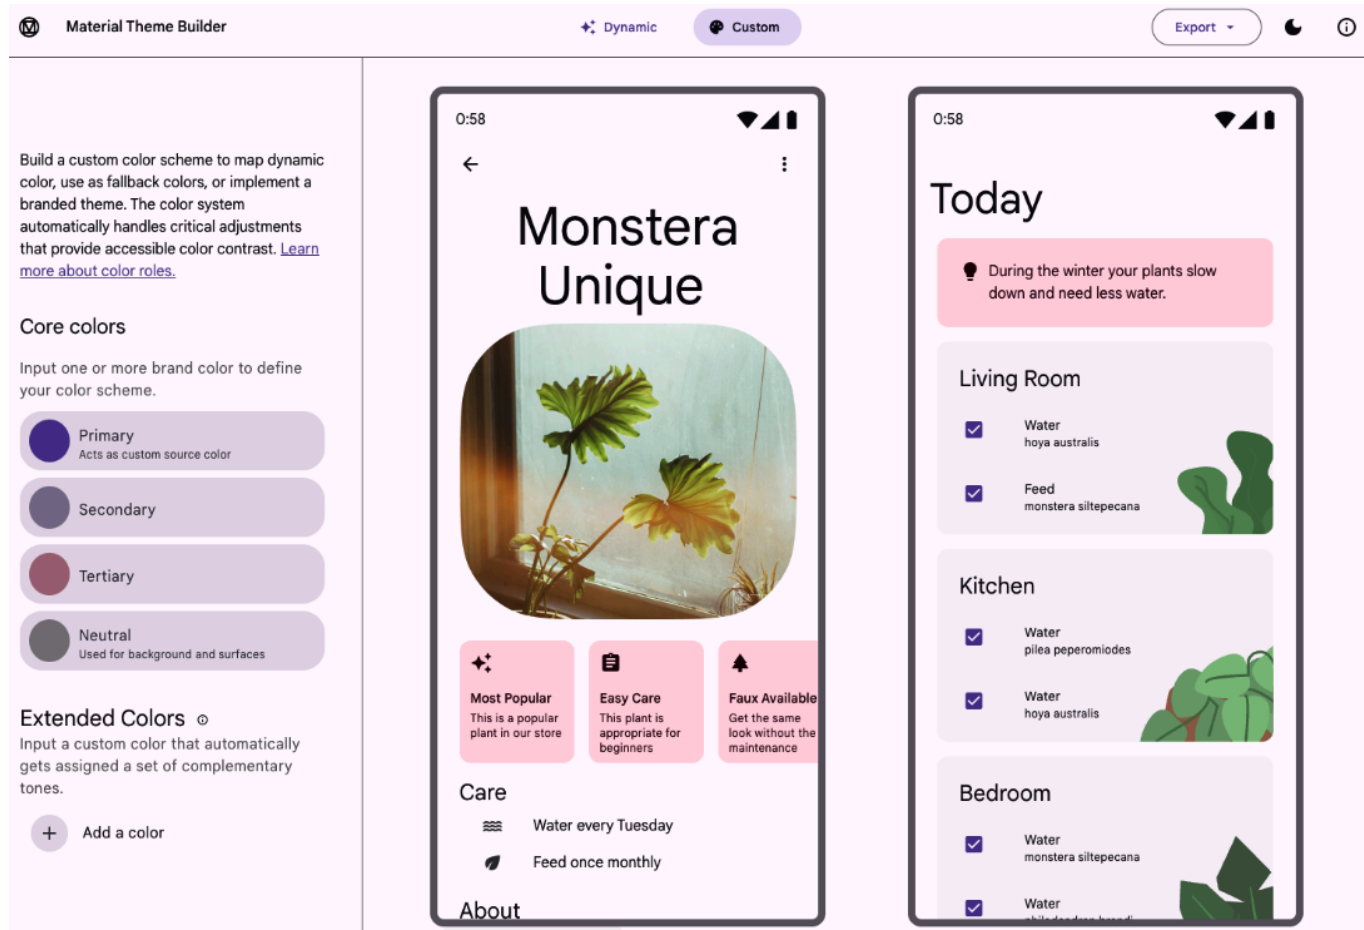 Material Theme Builder
Dynamic
Custom
Export
Build a custom color scheme to map dynamic
color, use as fallback colors, or implement a
branded theme. The color system
automatically handles critical adjustments
that provide accessible color contrast. Learn
more about color roles.
Core colors
Input one or more brand color to define
your color scheme.
Primary
Acts as custom source color
Secondary
Tertiary
Neutral
Used for background and surfaces
Extended Colors
Input a custom color that automatically
gets assigned a set of complementary
tones.
+ Add a color
0:58
Monstera
Unique
Most Popular
This is a popular
plant in our store
Easy Care
This plant is
appropriate for
beginners
Faux Available
Get the same
look without the
maintenance
Care
Water every Tuesday
Feed once monthly
About
0:58
Today
During the winter your plants slow
down and need less water.
Living Room
Water
hoya australis
Feed
monstera siltepecana
Kitchen
Water
pilea peperomiodes
Water
hoya australis
Bedroom
Water
monstera siltepecana
Water